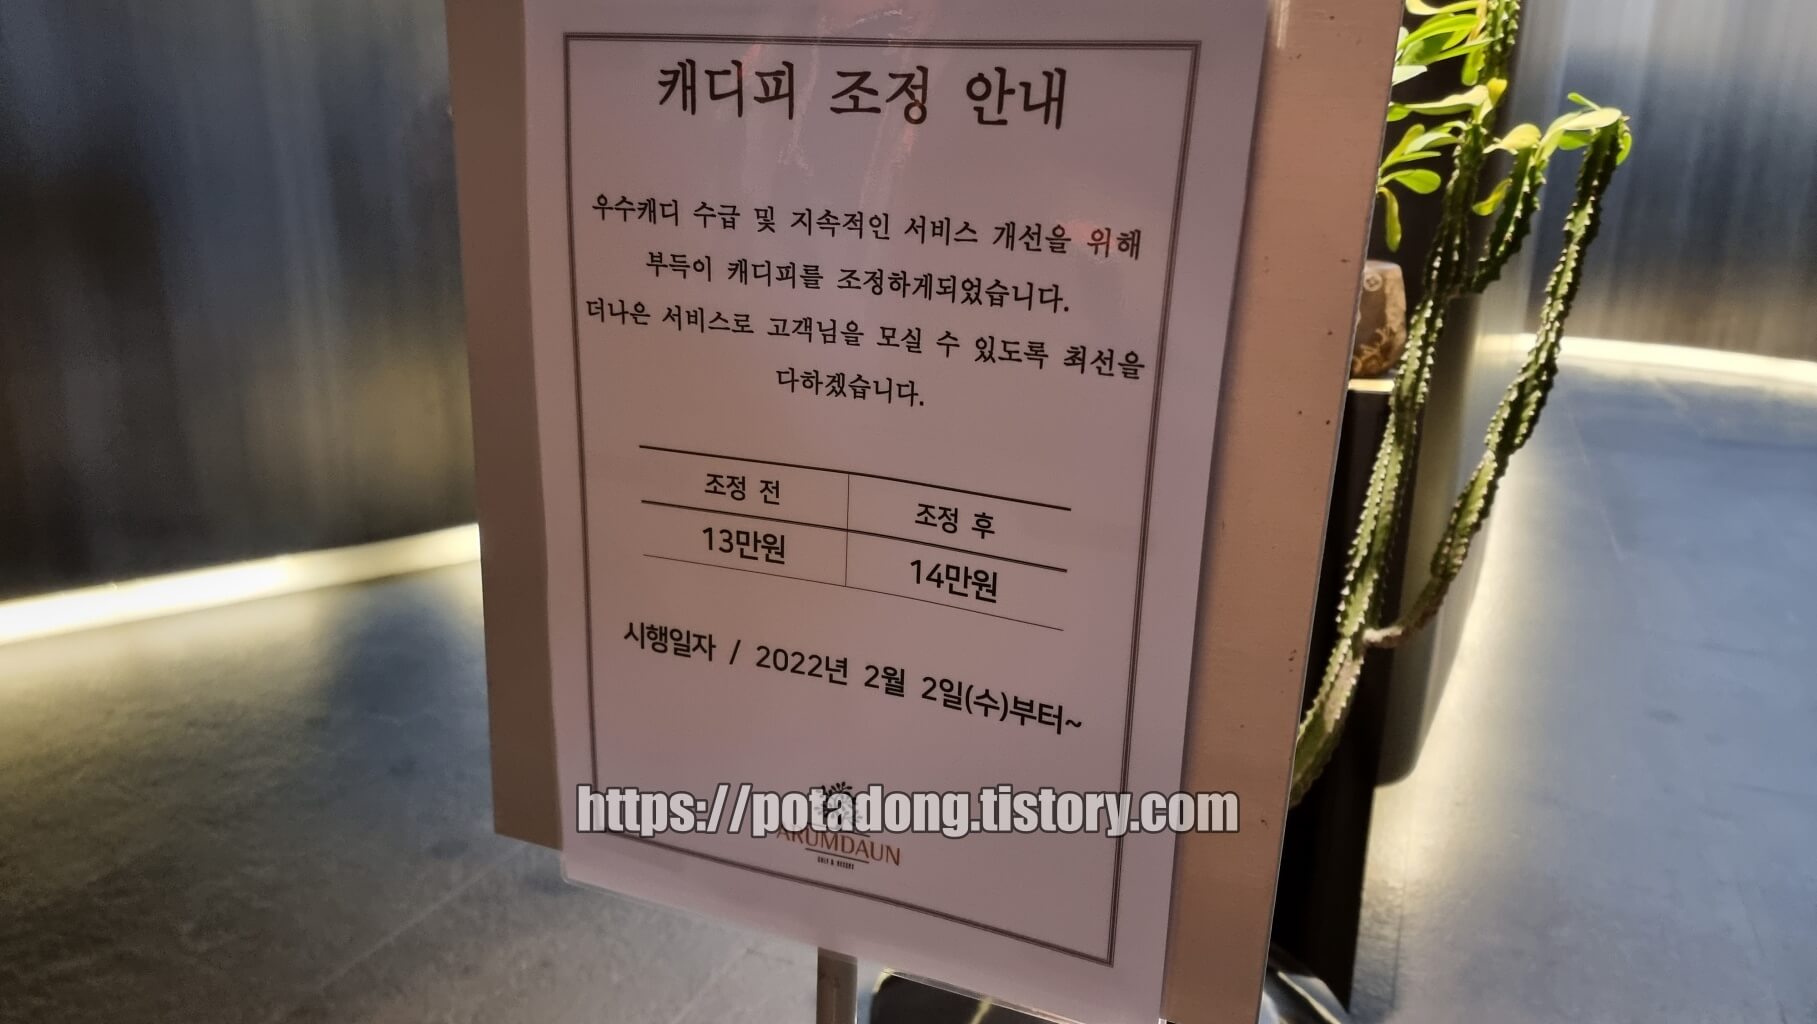 캐디피 조정 안내
우수캐디 수급 및 지속적인 서비스 개선을 위해
부득이 캐디피를 조정하게되었습니다.
더나은 서비스로 고객님을 모실 수 있도록 최선을
다하겠습니다.
조정 전 조정 후
13만원 14만원
시행일자 / 2022년 2월 2일(수)부터~
https://potadong.tistory.com
ARUMDAUN
GOLF & RESORT